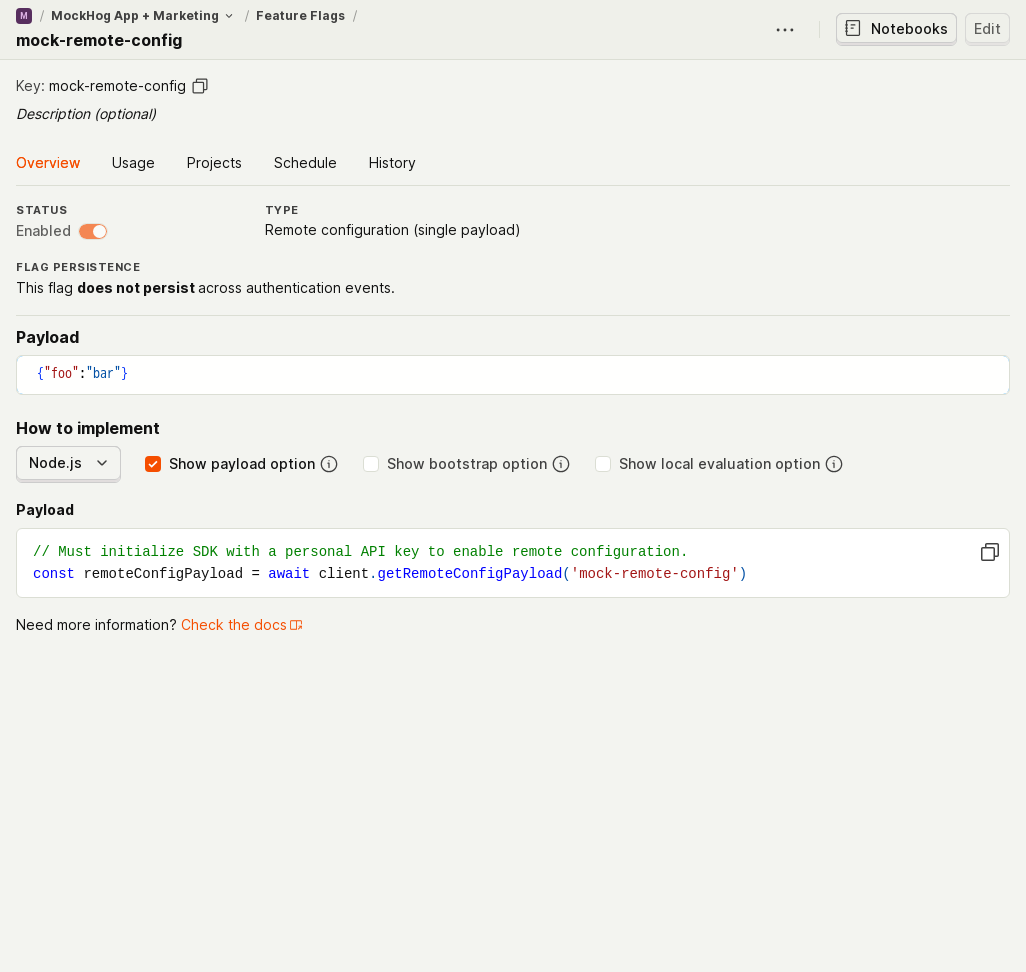 M / MockHog App + Marketing / Feature Flags /
mock-remote-config
Notebooks
Edit
Key: mock-remote-config
Description (optional)
Overview Usage Projects Schedule History
STATUS
Enabled
TYPE
Remote configuration (single payload)
FLAG PERSISTENCE
This flag does not persist across authentication events.
Payload
{"foo":"bar"}
How to implement
Node.js Show payload option Show bootstrap option Show local evaluation option
Payload
// Must initialize SDK with a personal API key to enable remote configuration.
const remoteConfigPayload = await client.getRemoteConfigPayload('mock-remote-config')
Need more information? Check the docs